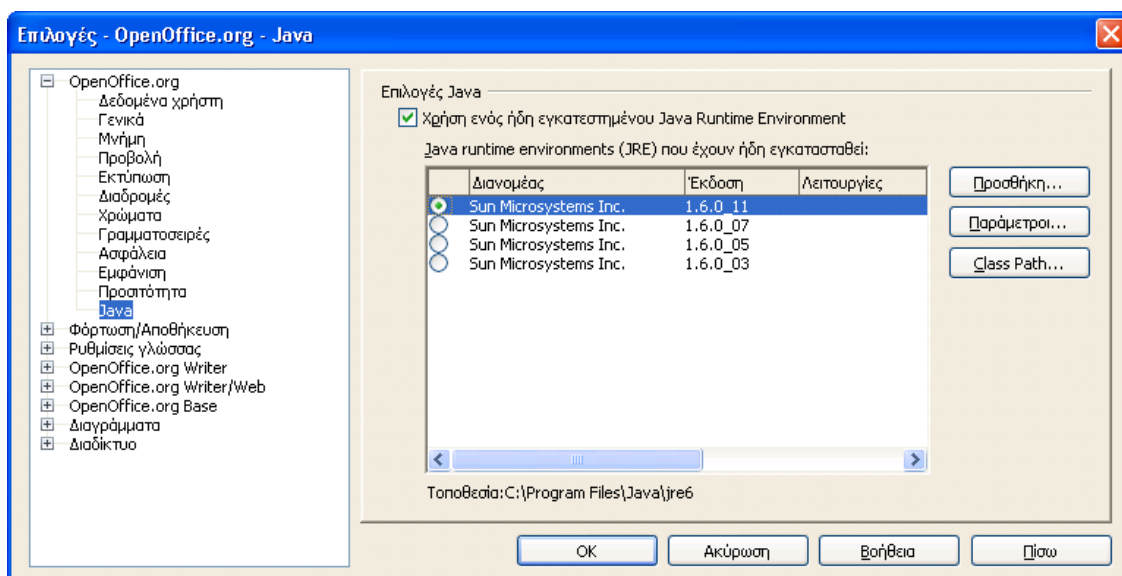 Επιλογές - OpenOffice.org - Java
OpenOffice.org
Δεδομένα χρήστη
Γενικά
Μνήμη
Προβολή
Εκτύπωση
Διαδρομές
Χρώματα
Γραμματοσειρές
Ασφάλεια
Εμφάνιση
Προσιτότητα
Java
Φόρτωση/Αποθήκευση
Ρυθμίσεις γλώσσας
OpenOffice.org Writer
OpenOffice.org Writer/Web
OpenOffice.org Base
Διαγράμματα
Διαδίκτυο
Επιλογές Java
Χρήση ενός ήδη εγκατεστημένου Java Runtime Environment
Java runtime environments (JRE) που έχουν ήδη εγκατασταθεί:
Διανομέας Έκδοση Λειτουργίες
Sun Microsystems Inc. 1.6.0_11
Sun Microsystems Inc. 1.6.0_07
Sun Microsystems Inc. 1.6.0_05
Sun Microsystems Inc. 1.6.0_03
Προσθήκη...
Παράμετροι...
Class Path...
Τοποθεσία:C:\Program Files\Java\jre6
OK Ακύρωση Βοήθεια Πίσω